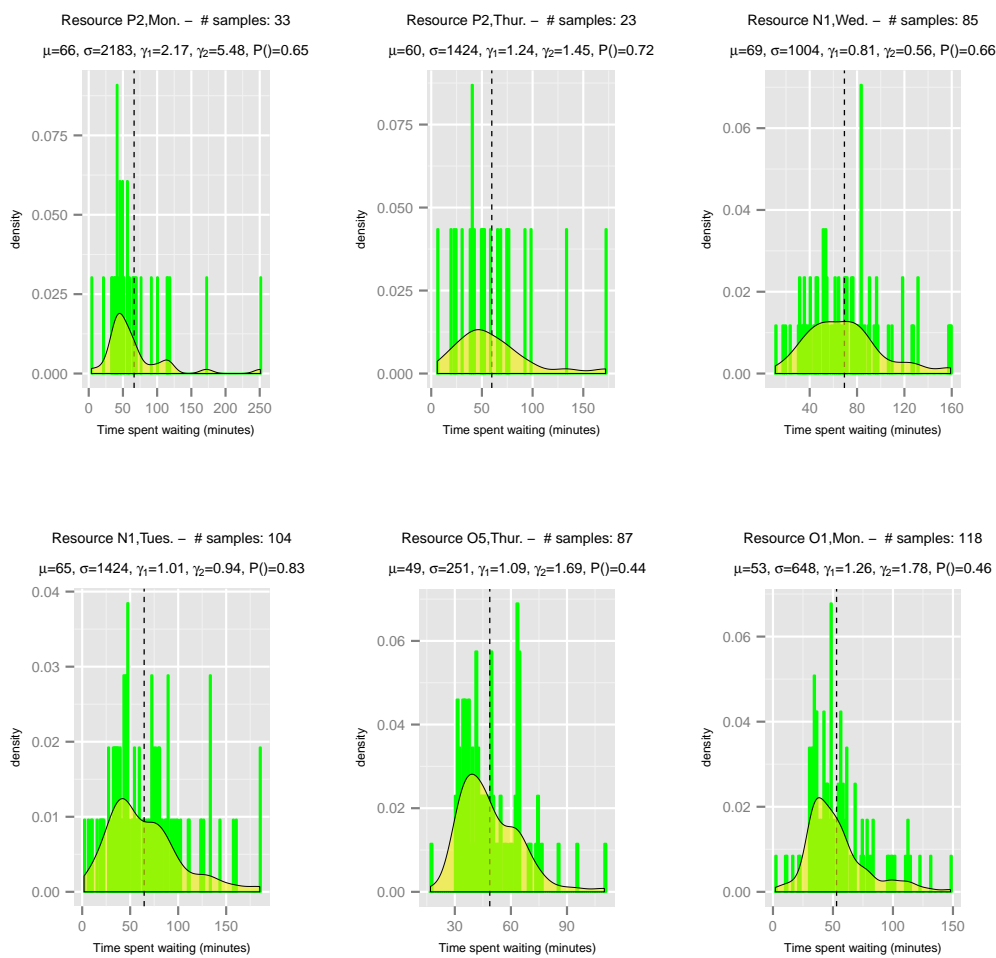 Resource P2,Mon. – # samples: 33
μ=66, σ=2183, γ1=2.17, γ2=5.48, P()=0.65
0.075
0.050
0.025
0.000
density
0 50 100 150 200 250
Time spent waiting (minutes)
Resource P2,Thur. – # samples: 23
μ=60, σ=1424, γ1=1.24, γ2=1.45, P()=0.72
0.075
0.050
0.025
0.000
density
0 50 100 150
Time spent waiting (minutes)
Resource N1,Wed. – # samples: 85
μ=69, σ=1004, γ1=0.81, γ2=0.56, P()=0.66
0.06
0.04
0.02
0.00
density
40 80 120 160
Time spent waiting (minutes)
Resource N1,Tues. – # samples: 104
μ=65, σ=1424, γ1=1.01, γ2=0.94, P()=0.83
0.04
0.03
0.02
0.01
0.00
density
0 50 100 150
Time spent waiting (minutes)
Resource O5,Thur. – # samples: 87
μ=49, σ=251, γ1=1.09, γ2=1.69, P()=0.44
0.06
0.04
0.02
0.00
density
30 60 90
Time spent waiting (minutes)
Resource O1,Mon. – # samples: 118
μ=53, σ=648, γ1=1.26, γ2=1.78, P()=0.46
0.06
0.04
0.02
0.00
density
0 50 100 150
Time spent waiting (minutes)